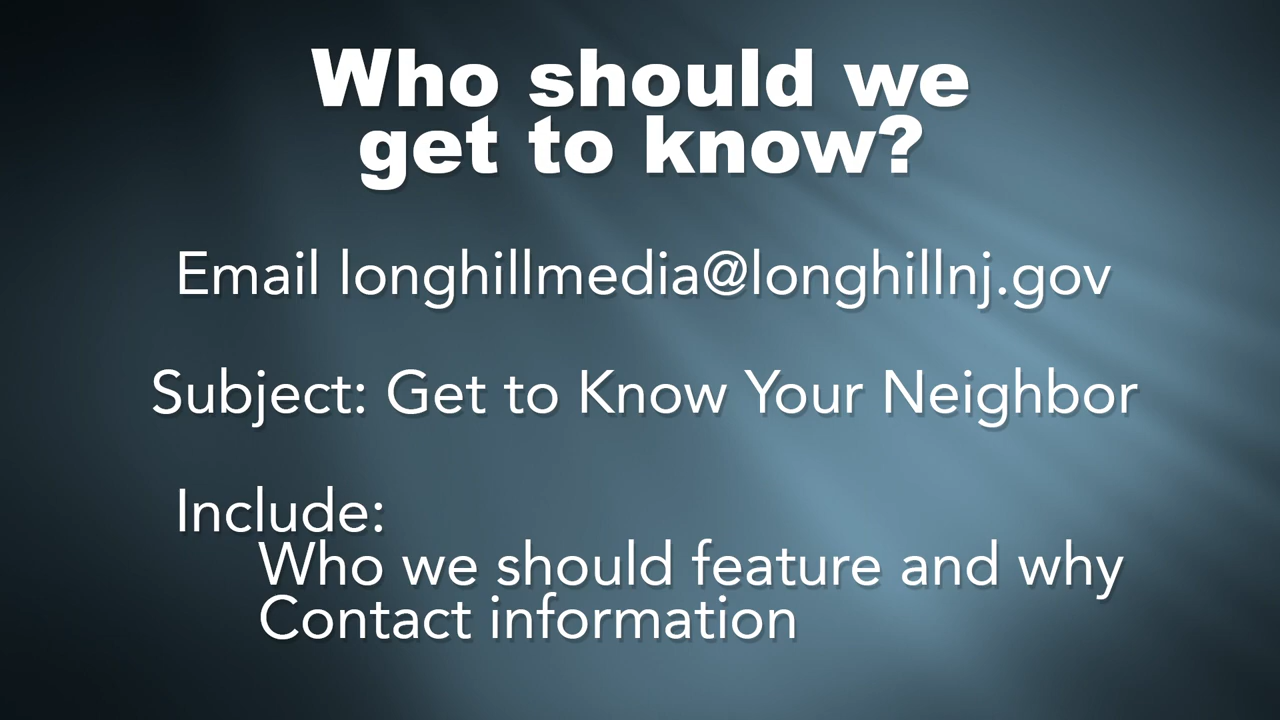 Who should we
get to know?
Email longhillmedia@longhillnj.gov
Subject: Get to Know Your Neighbor
Include:
Who we should feature and why
Contact information